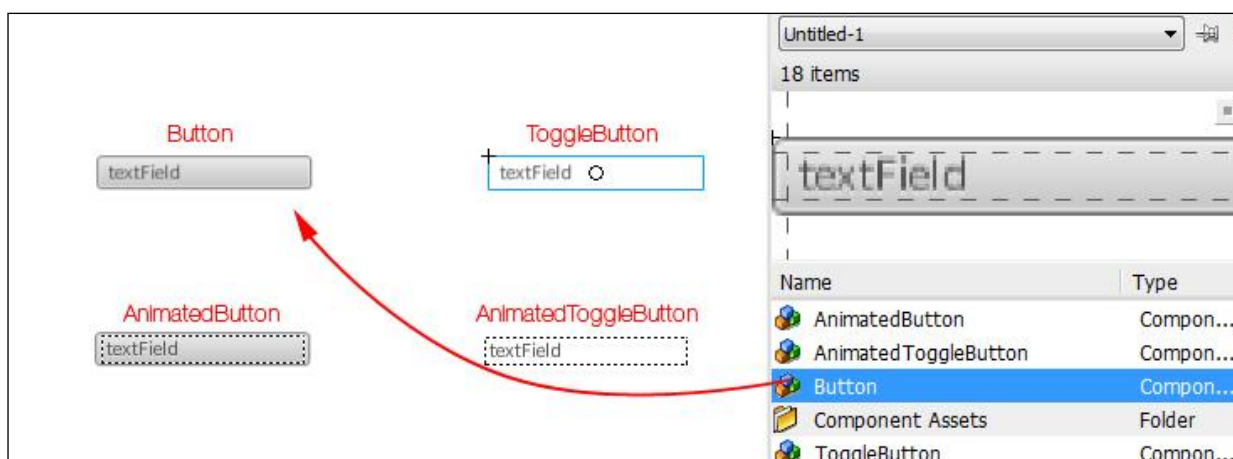 Button
textField
ToggleButton
textField
AnimatedButton
textField
AnimatedToggleButton
textField
Untitled-1
18 items
textField
Name Type
AnimatedButton Compon...
AnimatedToggleButton Compon...
Button Compon...
Component Assets Folder
ToggleButton Compon...